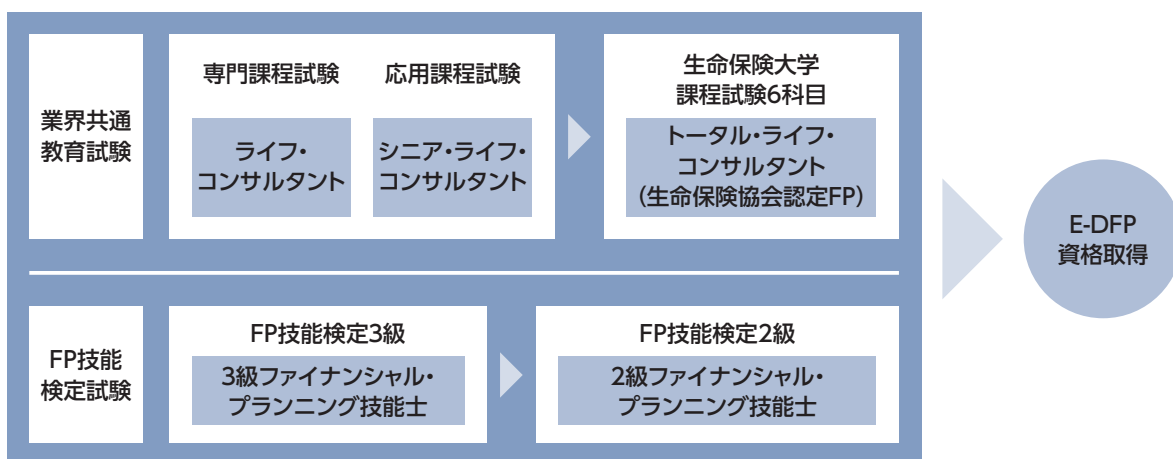 業界共通
教育試験
専門課程試験
ライフ・
コンサルタント
応用課程試験
シニア・ライフ・
コンサルタント
生命保険大学
課程試験6科目
トータル・ライフ・
コンサルタント
(生命保険協会認定FP)
FP技能
検定試験
FP技能検定3級
3級ファイナンシャル・
プランニング技能士
FP技能検定2級
2級ファイナンシャル・
プランニング技能士
E-DFP
資格取得